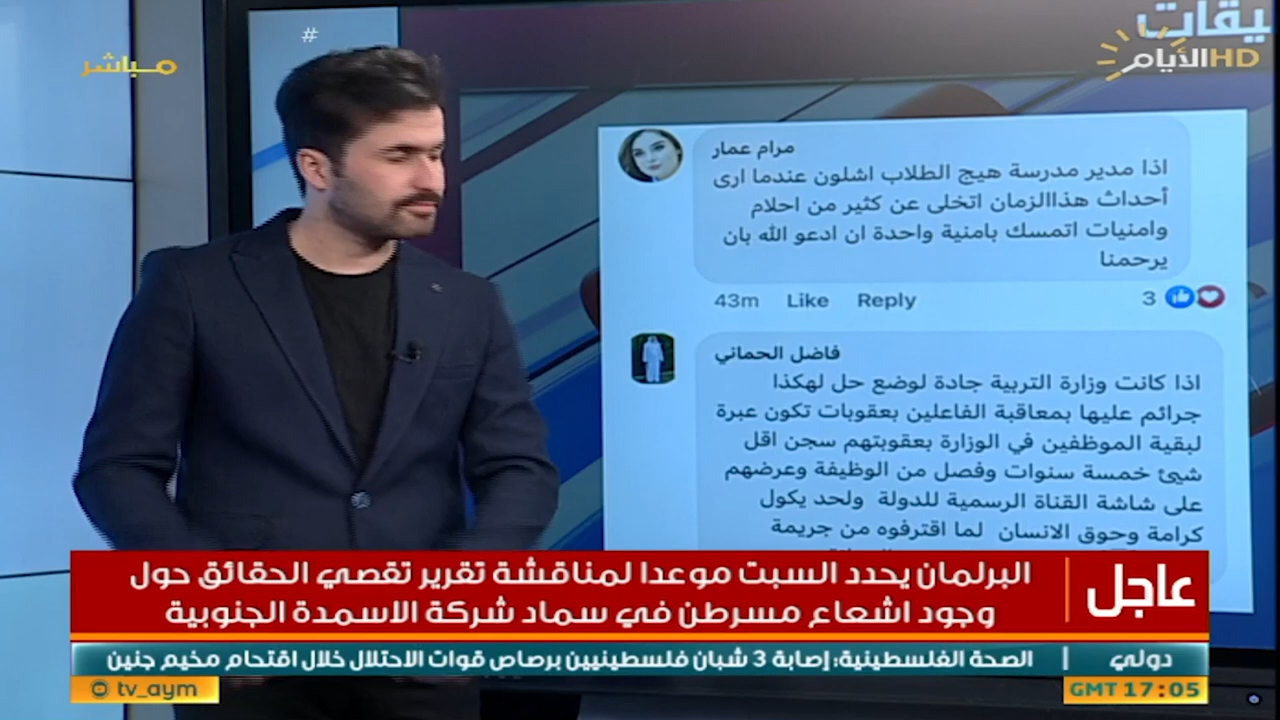 #
مباشر
يقات
الأيام HD
مرام عمار
اذا مدير مدرسة هيج الطلاب اشلون عندما ارى
أحداث هذاالزمان اتخلى عن كثير من احلام
وامنيات اتمسك بامنية واحدة ان ادعو الله بان
يرحمنا
43m Like Reply 3
فاضل الحماني
اذا كانت وزارة التربية جادة لوضع حل لهكذا
جرائم عليها بمعاقبة الفاعلين بعقوبات تكون عبرة
لبقية الموظفين في الوزارة بعقوبتهم سجن اقل
شيئ خمسة سنوات وفصل من الوظيفة وعرضهم
على شاشة القناة الرسمية للدولة ولحد يكول
كرامة وحوق الانسان لما اقترفوه من جريمة
عاجل
البرلمان يحدد السبت موعدا لمناقشة تقرير تقصي الحقائق حول
وجود اشعاع مسرطن في سماد شركة الاسمدة الجنوبية
دولي | الصحة الفلسطينية: إصابة 3 شبان فلسطينيين برصاص قوات الاحتلال خلال اقتحام مخيم جنين
tv_aym
GMT 17:05